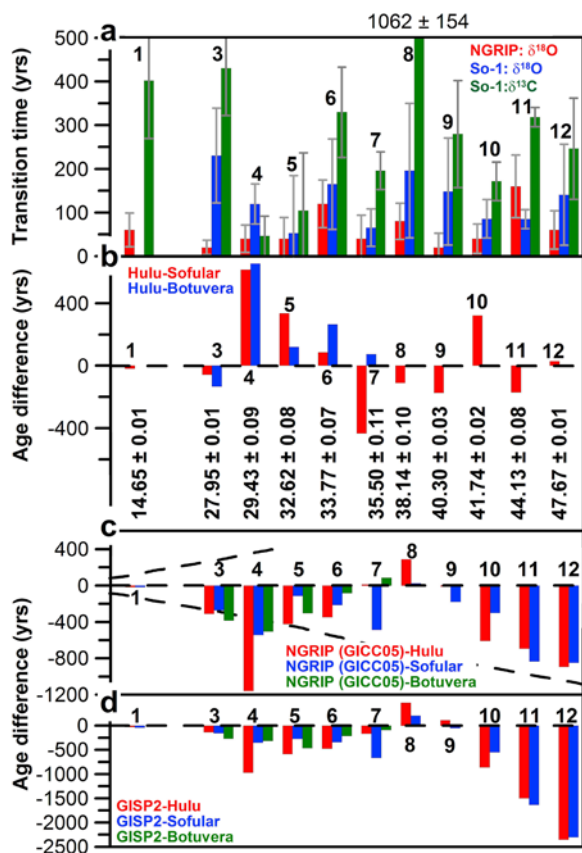 1062 ± 154
a
NGRIP: δ18O
So-1: δ18O
So-1:δ13C
Transition time (yrs)
500
400
300
200
100
0
1
3
4
5
6
7
8
9
10
11
12
b
Hulu-Sofular
Hulu-Botuvera
Age difference (yrs)
400
0
-400
1
3
4
5
6
7
8
9
10
11
12
14.65 ± 0.01
27.95 ± 0.01
29.43 ± 0.09
32.62 ± 0.08
33.77 ± 0.07
35.50 ± 0.11
38.14 ± 0.10
40.30 ± 0.03
41.74 ± 0.02
44.13 ± 0.08
47.67 ± 0.01
c
Age difference (yrs)
400
0
-400
-800
-1200
1
3
4
5
6
7
8
9
10
11
12
NGRIP (GICC05)-Hulu
NGRIP (GICC05)-Sofular
NGRIP (GICC05)-Botuvera
d
0
-500
-1000
-1500
-2000
-2500
1
3
4
5
6
7
8
9
10
11
12
GISP2-Hulu
GISP2-Sofular
GISP2-Botuvera